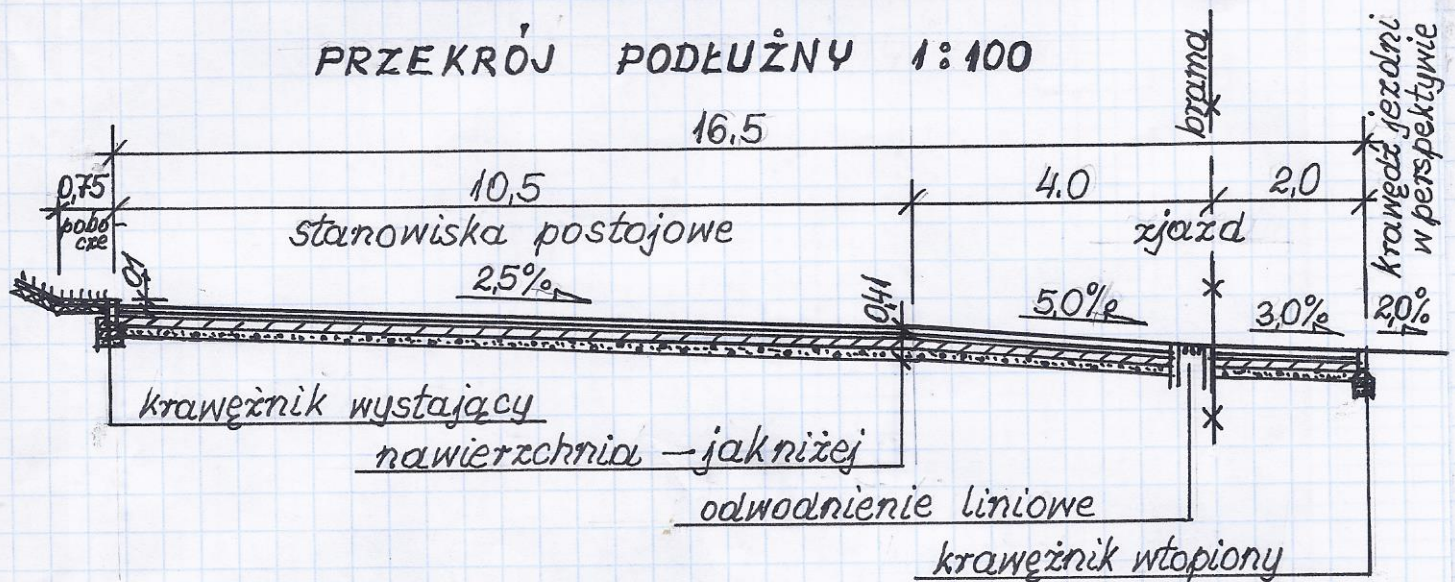 PRZEKRÓJ PODŁUŻNY 1:100
brama
krawędź jezdni
w perspektywie
16,5
0,75
10,5
4.0
2,0
pobo-
cze
stanowiska postojowe
zjazd
0,1
2,5%
0,41
5,0%
3,0%
2,0%
krawężnik wystający
nawierzchnia - jak niżej
odwodnienie liniowe
krawężnik wtopiony